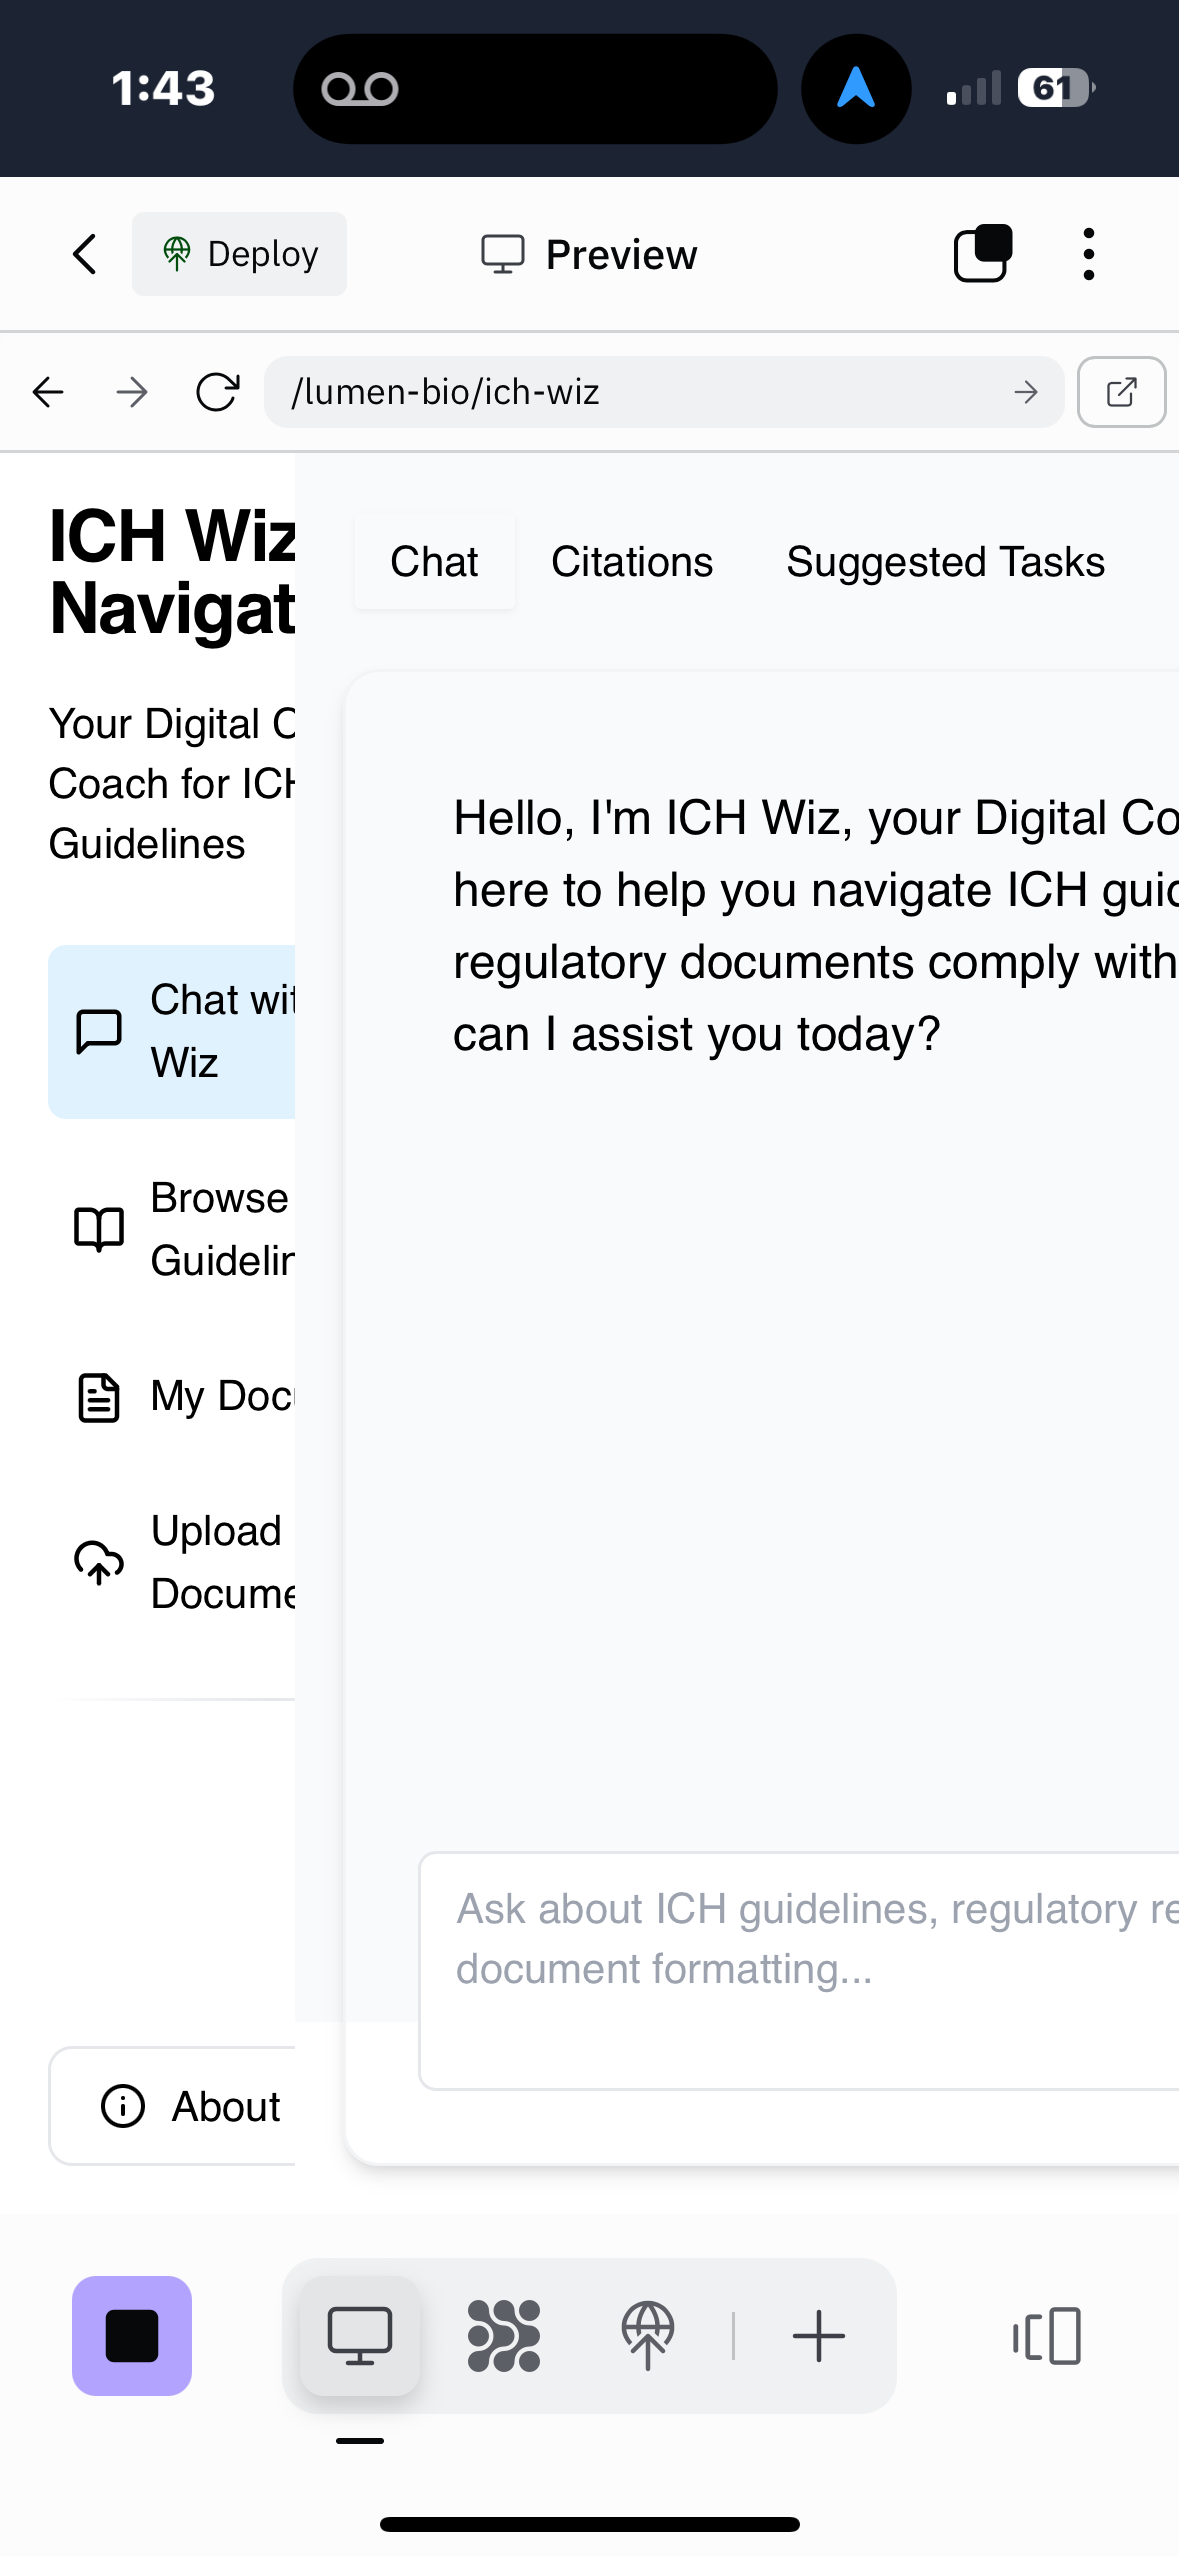 1:43
61
Deploy
Preview
/lumen-bio/ich-wiz
ICH Wiz
Navigat
Your Digital C
Coach for ICH
Guidelines
Chat wit
Wiz
Browse
Guidelin
My Docu
Upload
Docume
About
Chat
Citations
Suggested Tasks
Hello, I'm ICH Wiz, your Digital Co
here to help you navigate ICH guid
regulatory documents comply with
can I assist you today?
Ask about ICH guidelines, regulatory re
document formatting...